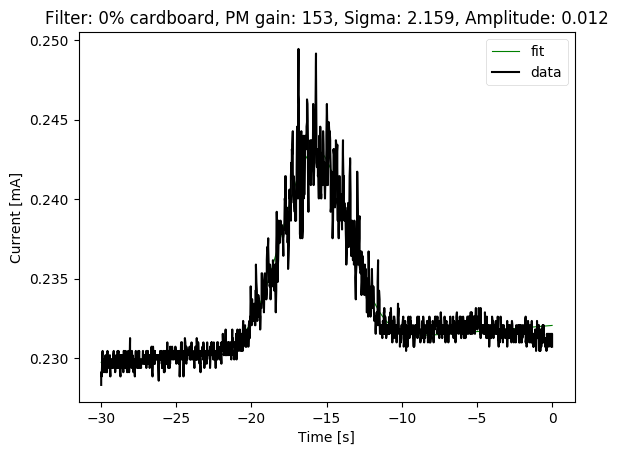 Filter: 0% cardboard, PM gain: 153, Sigma: 2.159, Amplitude: 0.012
fit
data
Current [mA]
0.250
0.245
0.240
0.235
0.230
−30
−25
−20
−15
−10
−5
0
Time [s]